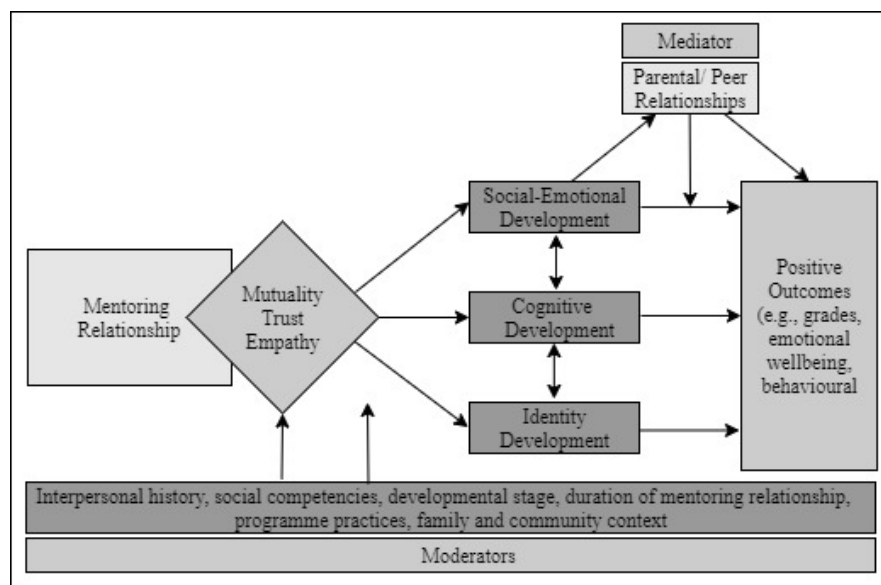 Mediator
Parental/ Peer
Relationships
Social-Emotional
Development
Mentoring
Relationship
Mutuality
Trust
Empathy
Cognitive
Development
Positive
Outcomes
(e.g., grades,
emotional
wellbeing,
behavioural
Identity
Development
Interpersonal history, social competencies, developmental stage, duration of mentoring relationship,
programme practices, family and community context
Moderators